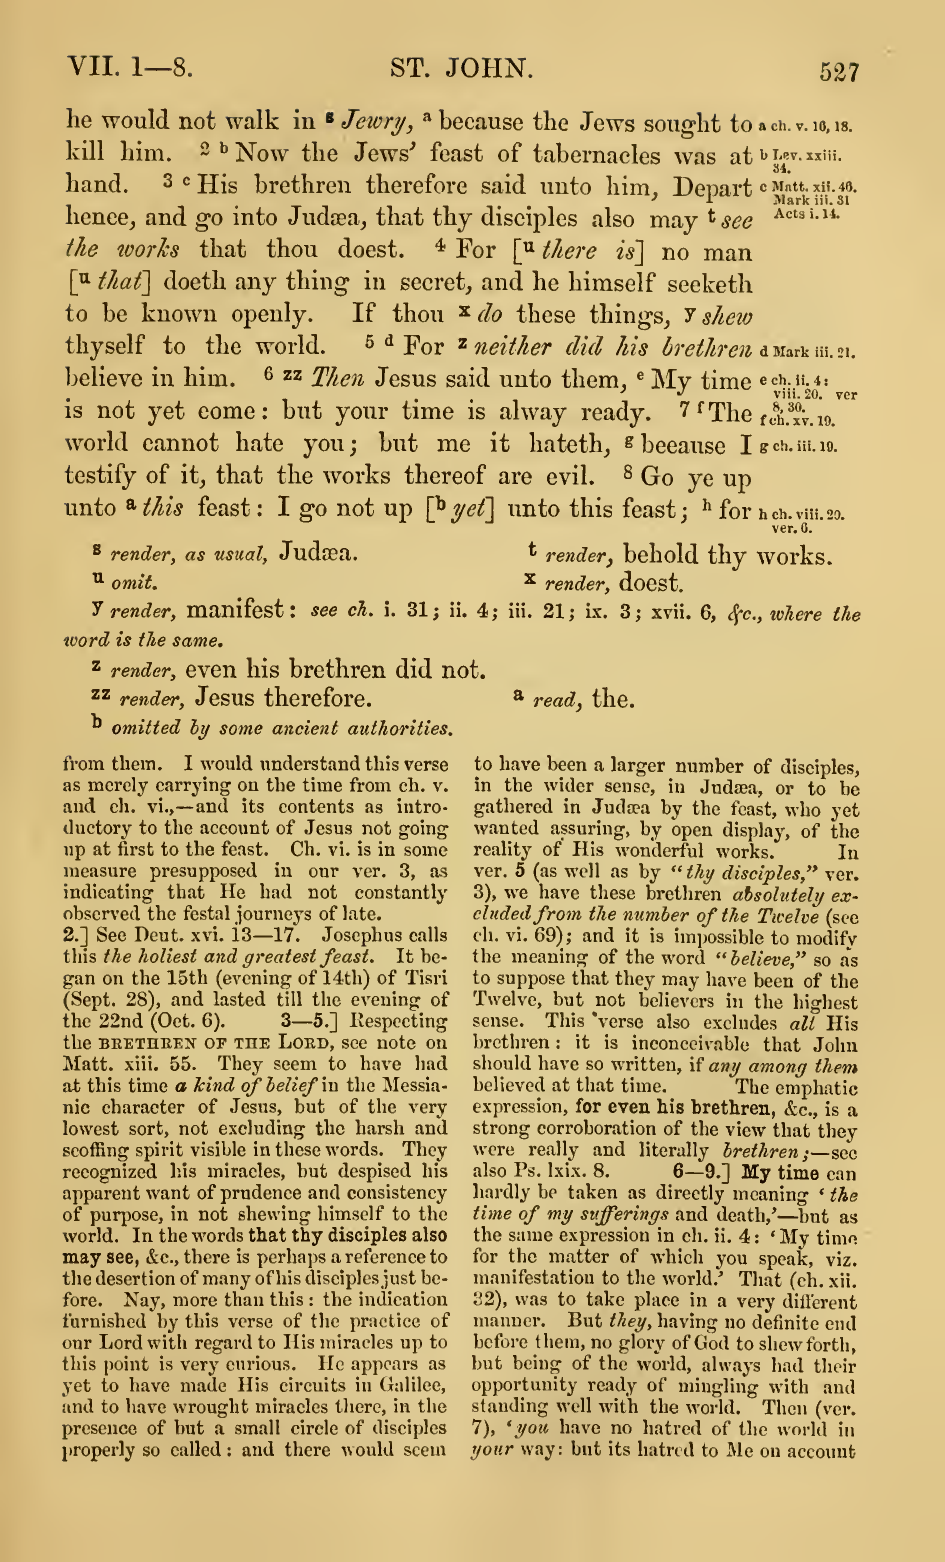 VII. 1—8. ST. JOHN. 527
he would not walk in s Jewry, a because the Jews sought to a ch. v. 16, 18.
kill him. 2 b Now the Jews' feast of tabernacles was at b Lev. xxiii.
34.
hand. 3 c His brethren therefore said unto him, Depart c Matt. xii. 46.
Mark iii. 31
hence, and go into Judæa, that thy disciples also may t see Acts i. 14.
the works that thou doest. 4 For [u there is] no man
[u that] doeth any thing in secret, and he himself seeketh
to be known openly. If thou x do these things, y shew
thyself to the world. 5 d For z neither did his brethren d Mark iii. 21.
believe in him. 6 zz Then Jesus said unto them, e My time e ch. ii. 4:
viii. 20. ver
is not yet come: but your time is alway ready. 7 f The 8, 30.
f ch. xv. 19.
world cannot hate you; but me it hateth, g because I g ch. iii. 19.
testify of it, that the works thereof are evil. 8 Go ye up
unto a this feast: I go not up [b yet] unto this feast; h for h ch. viii. 20.
ver. 6.
s render, as usual, Judæa. t render, behold thy works.
u omit. x render, doest.
y render, manifest: see ch. i. 31; ii. 4; iii. 21; ix. 3; xvii. 6, &c., where the
word is the same.
z render, even his brethren did not.
zz render, Jesus therefore. a read, the.
b omitted by some ancient authorities.
from them. I would understand this verse
as merely carrying on the time from ch. v.
and ch. vi.,—and its contents as intro-
ductory to the account of Jesus not going
up at first to the feast. Ch. vi. is in some
measure presupposed in our ver. 3, as
indicating that He had not constantly
observed the festal journeys of late.
2.] See Deut. xvi. 13—17. Josephus calls
this the holiest and greatest feast. It be-
gan on the 15th (evening of 14th) of Tisri
(Sept. 28), and lasted till the evening of
the 22nd (Oct. 6). 3—5.] Respecting
the BRETHREN OF THE LORD, see note on
Matt. xiii. 55. They seem to have had
at this time a kind of belief in the Messia-
nic character of Jesus, but of the very
lowest sort, not excluding the harsh and
scoffing spirit visible in these words. They
recognized his miracles, but despised his
apparent want of prudence and consistency
of purpose, in not shewing himself to the
world. In the words that thy disciples also
may see, &c., there is perhaps a reference to
the desertion of many of his disciples just be-
fore. Nay, more than this: the indication
furnished by this verse of the practice of
our Lord with regard to His miracles up to
this point is very curious. He appears as
yet to have made His circuits in Galilee,
and to have wrought miracles there, in the
presence of but a small circle of disciples
properly so called: and there would seem
to have been a larger number of disciples,
in the wider sense, in Judæa, or to be
gathered in Judæa by the feast, who yet
wanted assuring, by open display, of the
reality of His wonderful works. In
ver. 5 (as well as by "thy disciples," ver.
3), we have these brethren absolutely ex-
cluded from the number of the Twelve (see
ch. vi. 69); and it is impossible to modify
the meaning of the word "believe," so as
to suppose that they may have been of the
Twelve, but not believers in the highest
sense. This verse also excludes all His
brethren: it is inconceivable that John
should have so written, if any among them
believed at that time. The emphatic
expression, for even his brethren, &c., is a
strong corroboration of the view that they
were really and literally brethren;—see
also Ps. lxix. 8. 6—9.] My time can
hardly be taken as directly meaning 'the
time of my sufferings and death,'—but as
the same expression in ch. ii. 4: 'My time
for the matter of which you speak, viz.
manifestation to the world.' That (ch. xii.
32), was to take place in a very different
manner. But they, having no definite end
before them, no glory of God to shew forth,
but being of the world, always had their
opportunity ready of mingling with and
standing well with the world. Then (ver.
7), 'you have no hatred of the world in
your way: but its hatred to Me on account